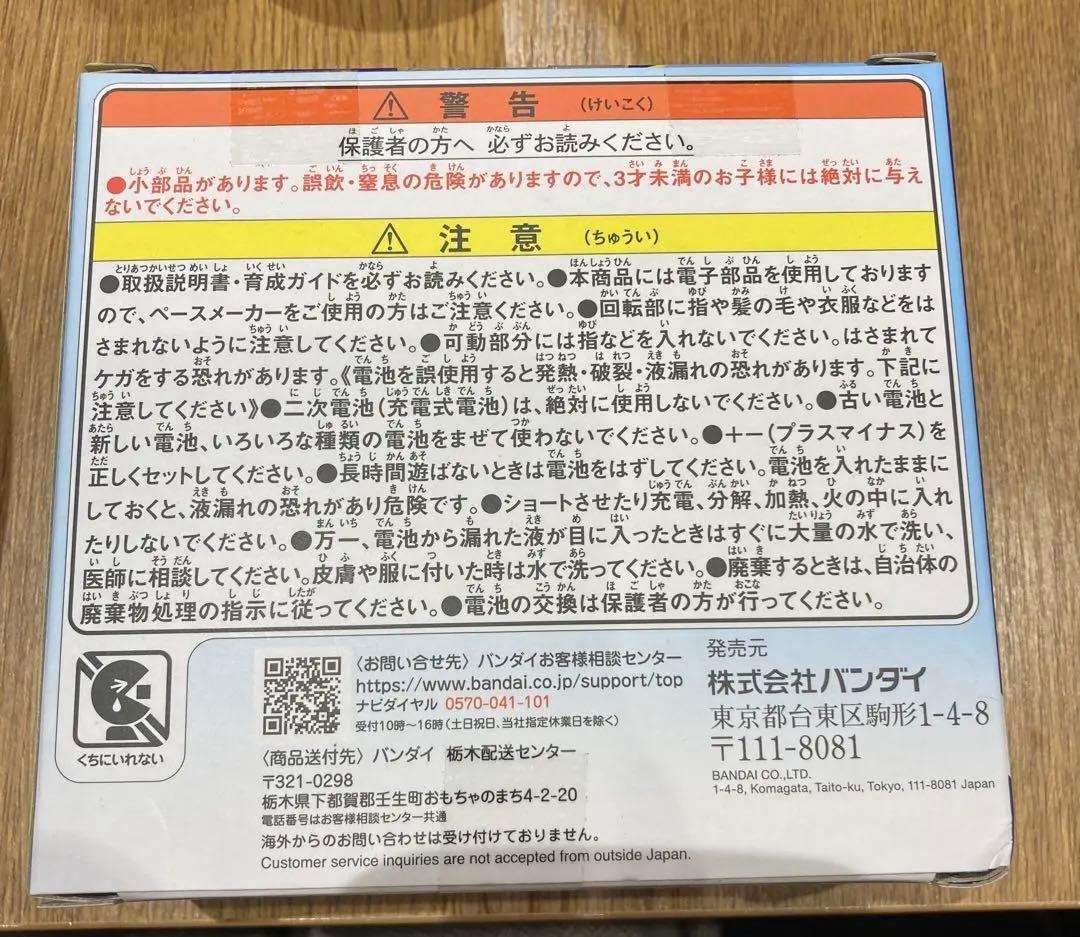 ⚠ 警告 (けいこく)
保護者の方へ 必ずお読みください。
●小部品があります。誤飲・窒息の危険がありますので、3才未満のお子様には絶対に与え
ないでください。
⚠ 注意 (ちゅうい)
●取扱説明書・育成ガイドを必ずお読みください。●本商品には電子部品を使用しております
ので、ペースメーカーをご使用の方はご注意ください。●回転部に指や髪の毛や衣服などをは
さまれないように注意してください。●可動部分には指などを入れないでください。はさまれて
ケガをする恐れがあります。《電池を誤使用すると発熱・破裂・液漏れの恐れがあります。下記に
注意してください》●二次電池(充電式電池)は、絶対に使用しないでください。●古い電池と
新しい電池、いろいろな種類の電池をまぜて使わないでください。●+-(プラスマイナス)を
正しくセットしてください。●長時間遊ばないときは電池をはずしてください。電池を入れたままに
しておくと、液漏れの恐れがあり危険です。●ショートさせたり充電、分解、加熱、火の中に入れ
たりしないでください。●万一、電池から漏れた液が目に入ったときはすぐに大量の水で洗い、
医師に相談してください。皮膚や服に付いた時は水で洗ってください。●廃棄するときは、自治体の
廃棄物処理の指示に従ってください。●電池の交換は保護者の方が行ってください。
くちにいれない
〈お問い合せ先〉バンダイお客様相談センター
https://www.bandai.co.jp/support/top
ナビダイヤル 0570-041-101
受付10時〜16時(土日祝日、当社指定休業日を除く)
〈商品送付先〉バンダイ 栃木配送センター
〒321-0298
栃木県下都賀郡壬生町おもちゃのまち4-2-20
電話番号はお客様相談センター共通
海外からのお問い合わせは受け付けておりません。
Customer service inquiries are not accepted from outside Japan.
発売元
株式会社バンダイ
東京都台東区駒形1-4-8
〒111-8081
BANDAI CO.,LTD.
1-4-8, Komagata, Taito-ku, Tokyo, 111-8081 Japan